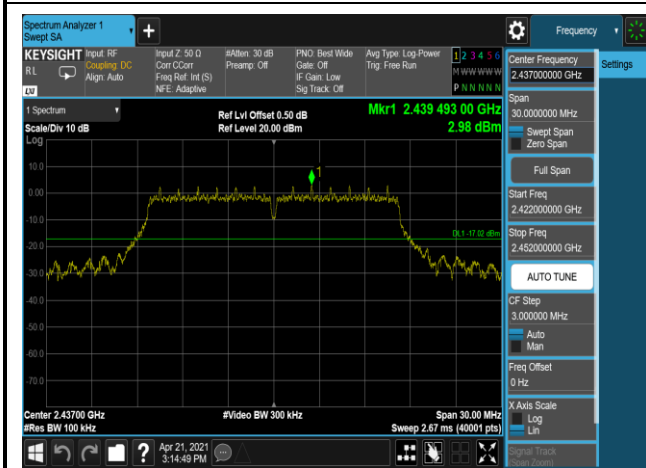 Spectrum Analyzer 1
Swept SA
+
Frequency
KEYSIGHT
RL
Input: RF
Coupling: DC
Align: Auto
Input Z: 50 Ω
Corr CCorr
Freq Ref: Int (S)
NFE: Adaptive
#Atten: 30 dB
Preamp: Off
PNO: Best Wide
Gate: Off
IF Gain: Low
Sig Track: Off
Avg Type: Log-Power
Trig: Free Run
1 2 3 4 5 6
M W W W W W
P N N N N N
LXI
1 Spectrum
Scale/Div 10 dB
Log
Ref Lvl Offset 0.50 dB
Ref Level 20.00 dBm
Mkr1 2.439 493 00 GHz
2.98 dBm
10.0
0.00
-10.0
-20.0
-30.0
-40.0
-50.0
-60.0
-70.0
1
DL1 -17.02 dBm
Center 2.43700 GHz
#Res BW 100 kHz
#Video BW 300 kHz
Span 30.00 MHz
Sweep 2.67 ms (40001 pts)
Center Frequency
2.437000000 GHz
Settings
Span
30.0000000 MHz
Swept Span
Zero Span
Full Span
Start Freq
2.422000000 GHz
Stop Freq
2.452000000 GHz
AUTO TUNE
CF Step
3.000000 MHz
Auto
Man
Freq Offset
0 Hz
X Axis Scale
Log
Lin
Signal Track
(Span Zoom)
?
Apr 21, 2021
3:14:49 PM